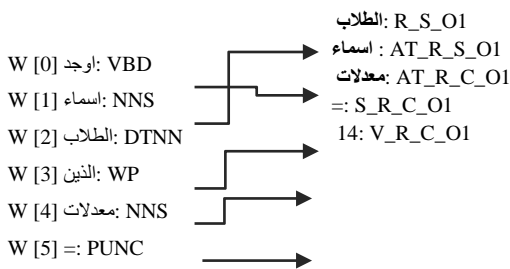 الطلاب: R_S_O1
اسماء : AT_R_S_O1
معدلات: AT_R_C_O1
=: S_R_C_O1
14: V_R_C_O1
W [0] اوجد: VBD
W [1] اسماء: NNS
W [2] الطلاب: DTNN
W [3] الذين: WP
W [4] معدلات: NNS
W [5] =: PUNC